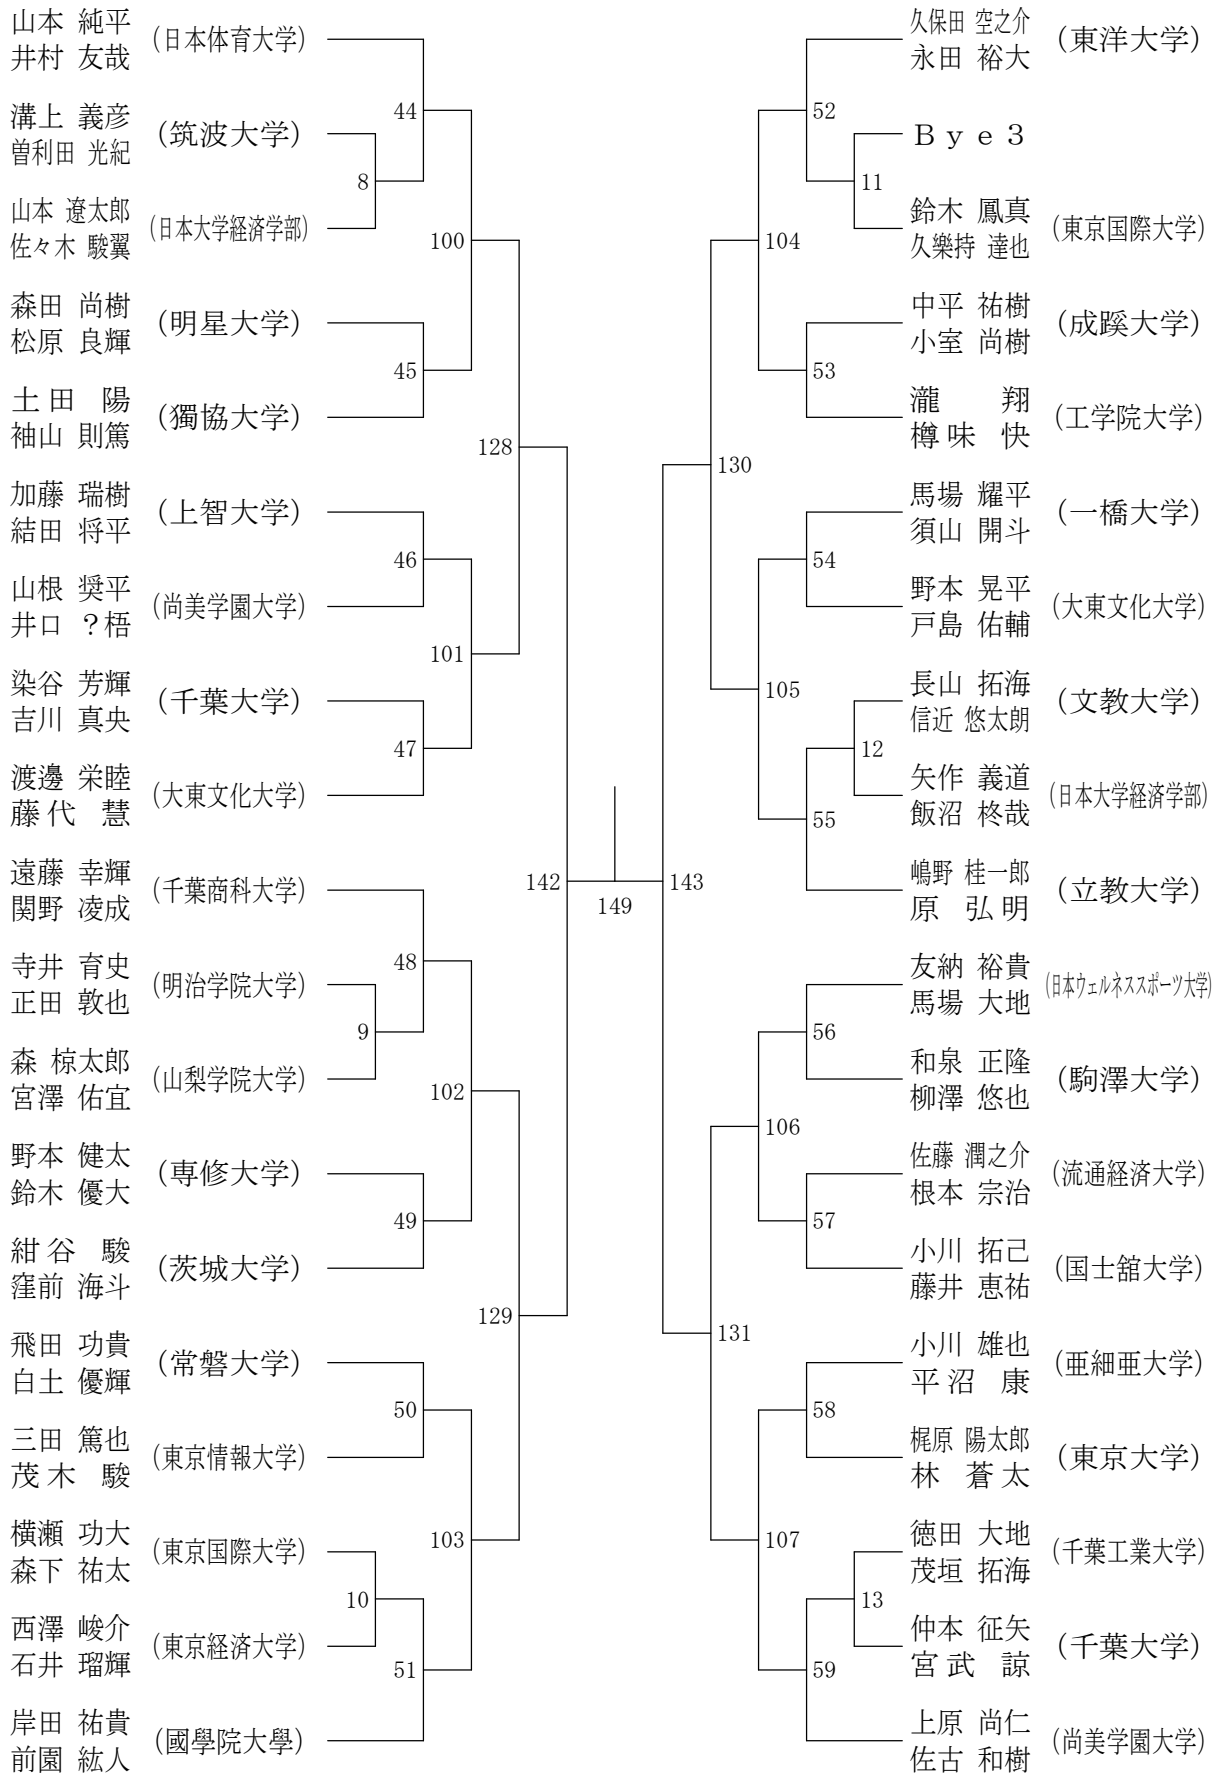 山本 純平
井村 友哉
(日本体育大学)
溝上 義彦
曽利田 光紀
(筑波大学)
山本 遼太郎
佐々木 駿翼
(日本大学経済学部)
森田 尚樹
松原 良輝
(明星大学)
土田 陽
袖山 則篤
(獨協大学)
加藤 瑞樹
結田 将平
(上智大学)
山根 奨平
井口 ?梧
(尚美学園大学)
染谷 芳輝
吉川 真央
(千葉大学)
渡邊 栄睦
藤代 慧
(大東文化大学)
遠藤 幸輝
関野 凌成
(千葉商科大学)
寺井 育史
正田 敦也
(明治学院大学)
森 椋太郎
宮澤 佑宜
(山梨学院大学)
野本 健太
鈴木 優大
(専修大学)
紺谷 駿
窪前 海斗
(茨城大学)
飛田 功貴
白土 優輝
(常磐大学)
三田 篤也
茂木 駿
(東京情報大学)
横瀬 功大
森下 祐太
(東京国際大学)
西澤 峻介
石井 瑠輝
(東京経済大学)
岸田 祐貴
前園 紘人
(國學院大學)
44
8
100
45
128
46
101
47
142
48
9
102
49
129
50
103
10
51
149
143
52
11
104
53
130
54
105
12
55
56
106
57
131
58
107
13
59
久保田 空之介
永田 裕大
(東洋大学)
Bye3
鈴木 鳳真
久樂持 達也
(東京国際大学)
中平 祐樹
小室 尚樹
(成蹊大学)
瀧 翔
樽味 快
(工学院大学)
馬場 耀平
須山 開斗
(一橋大学)
野本 晃平
戸島 佑輔
(大東文化大学)
長山 拓海
信近 悠太朗
(文教大学)
矢作 義道
飯沼 柊哉
(日本大学経済学部)
嶋野 桂一郎
原 弘明
(立教大学)
友納 裕貴
馬場 大地
(日本ウェルネススポーツ大学)
和泉 正隆
柳澤 悠也
(駒澤大学)
佐藤 潤之介
根本 宗治
(流通経済大学)
小川 拓己
藤井 恵祐
(国士舘大学)
小川 雄也
平沼 康
(亜細亜大学)
梶原 陽太郎
林 蒼太
(東京大学)
徳田 大地
茂垣 拓海
(千葉工業大学)
仲本 征矢
宮武 諒
(千葉大学)
上原 尚仁
佐古 和樹
(尚美学園大学)